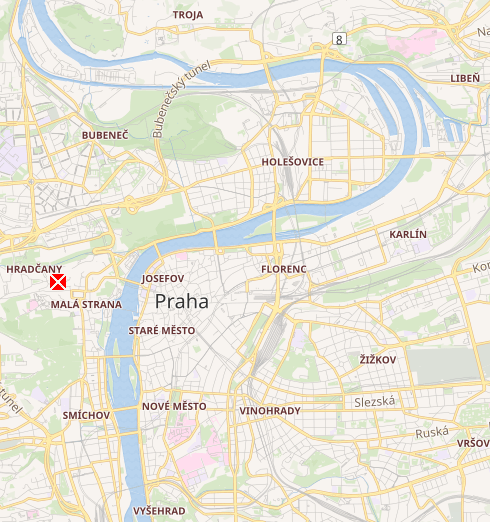 TROJA
8
Na
LIBEŇ
Bubenečský tunel
BUBENEČ
HOLEŠOVICE
KARLÍN
HRADČANY
JOSEFOV
FLORENC
Kon
MALÁ STRANA
Praha
STARÉ MĚSTO
ŽIŽKOV
tunel
Slezská
SMÍCHOV
NOVÉ MĚSTO
VINOHRADY
Ruská
VRŠOV
VYŠEHRAD